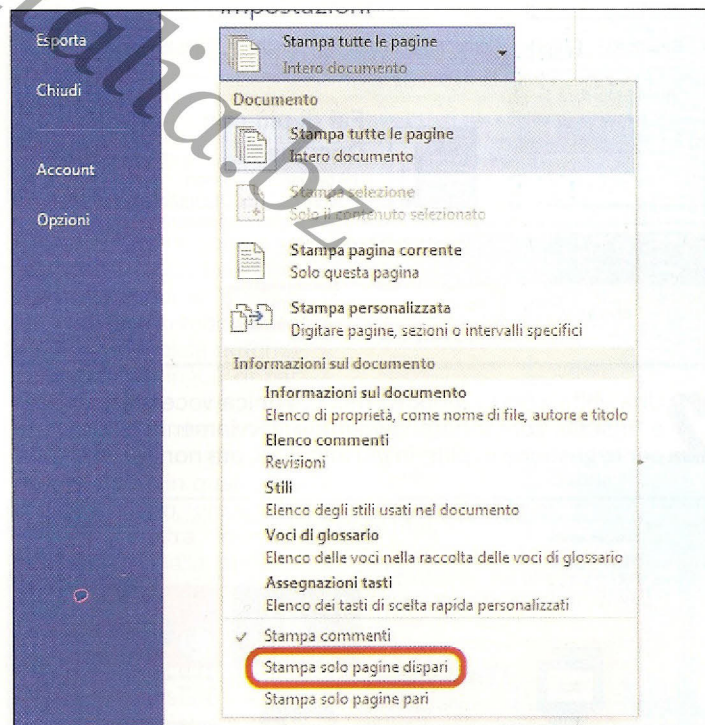 Impostazioni
Esporta
Chiudi
Account
Opzioni
Stampa tutte le pagine
Intero documento
Documento
Stampa tutte le pagine
Intero documento
Stampa selezione
Solo il contenuto selezionato
Stampa pagina corrente
Solo questa pagina
Stampa personalizzata
Digitare pagine, sezioni o intervalli specifici
Informazioni sul documento
Informazioni sul documento
Elenco di proprietà, come nome di file, autore e titolo
Elenco commenti
Revisioni
Stili
Elenco degli stili usati nel documento
Voci di glossario
Elenco delle voci nella raccolta delle voci di glossario
Assegnazioni tasti
Elenco dei tasti di scelta rapida personalizzati
Stampa commenti
Stampa solo pagine dispari
Stampa solo pagine pari
alia.bz